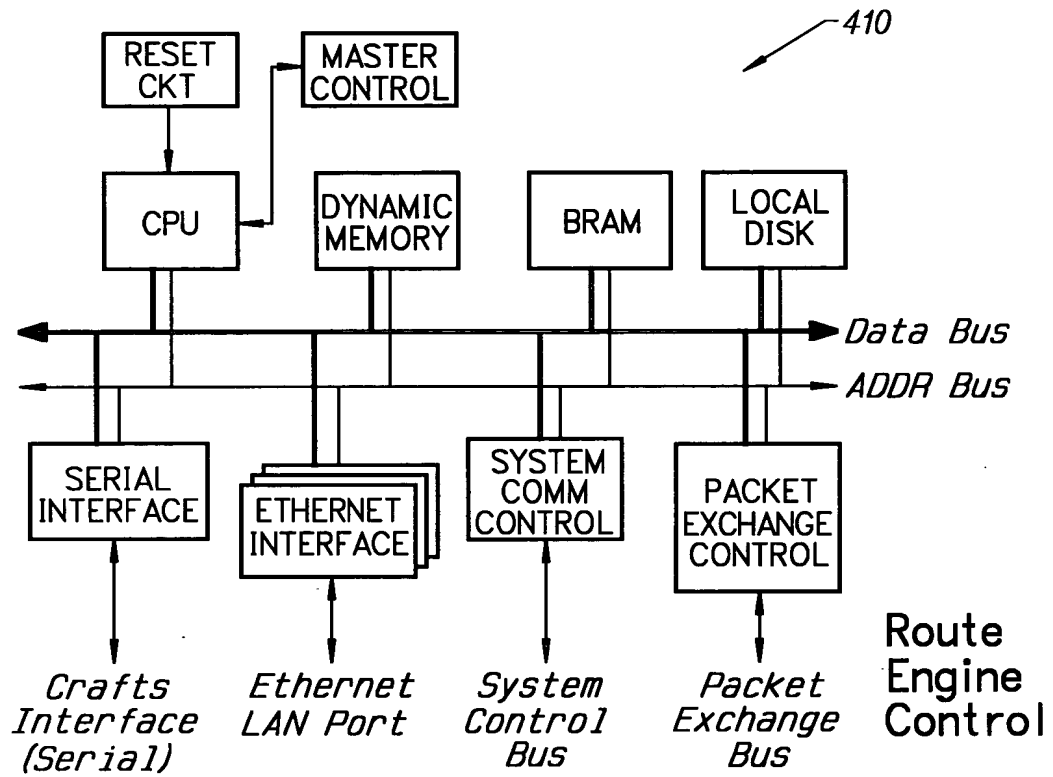 410
RESET
CKT
MASTER
CONTROL
CPU
DYNAMIC
MEMORY
BRAM
LOCAL
DISK
Data Bus
ADDR Bus
SERIAL
INTERFACE
ETHERNET
INTERFACE
SYSTEM
COMM
CONTROL
PACKET
EXCHANGE
CONTROL
Crafts
Interface
(Serial)
Ethernet
LAN Port
System
Control
Bus
Packet
Exchange
Bus
Route
Engine
Control